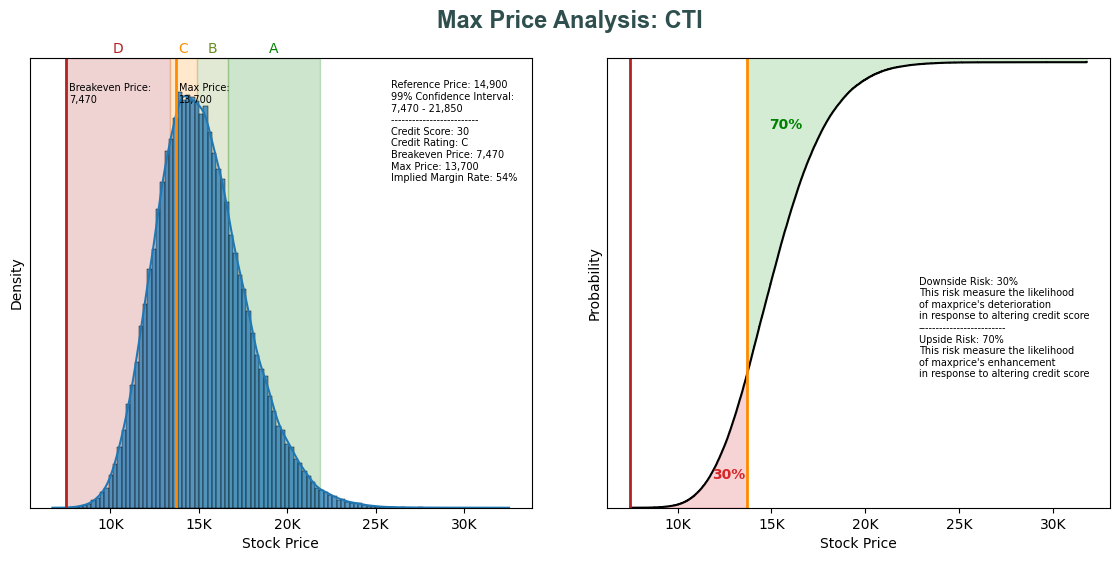 Max Price Analysis: CTI
D C B A
Breakeven Price:
7,470
Max Price:
13,700
Reference Price: 14,900
99% Confidence Interval:
7,470 - 21,850
-------------------------
Credit Score: 30
Credit Rating: C
Breakeven Price: 7,470
Max Price: 13,700
Implied Margin Rate: 54%
Density
10K 15K 20K 25K 30K
Stock Price
70%
30%
Downside Risk: 30%
This risk measure the likelihood
of maxprice's deterioration
in response to altering credit score
-------------------------
Upside Risk: 70%
This risk measure the likelihood
of maxprice's enhancement
in response to altering credit score
Probability
10K 15K 20K 25K 30K
Stock Price